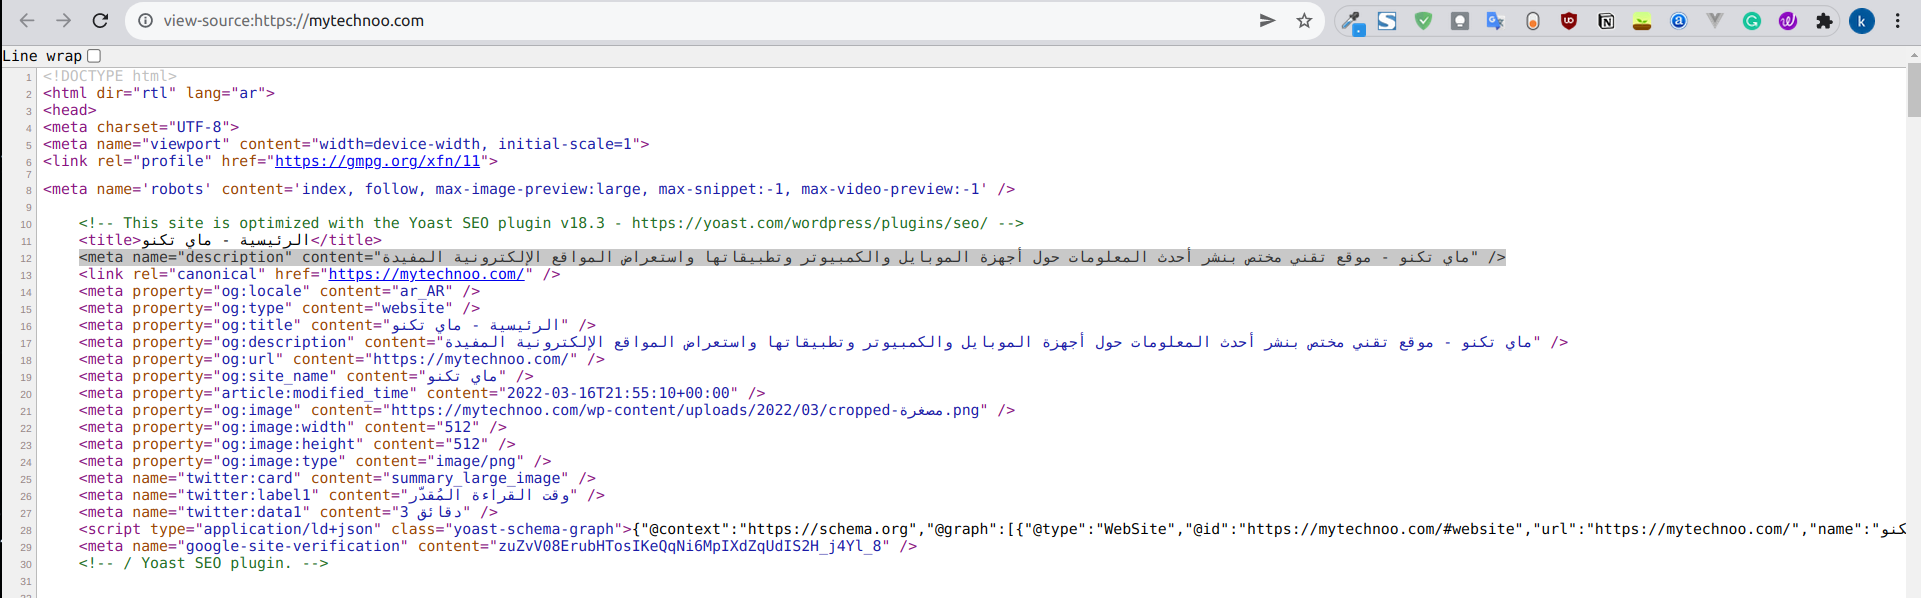 view-source:https://mytechnoo.com
Line wrap
1 <!DOCTYPE html>
2 <html dir="rtl" lang="ar">
3 <head>
4 <meta charset="UTF-8">
5 <meta name="viewport" content="width=device-width, initial-scale=1">
6 <link rel="profile" href="https://gmpg.org/xfn/11">
7
8 <meta name='robots' content='index, follow, max-image-preview:large, max-snippet:-1, max-video-preview:-1' />
9
10 <!-- This site is optimized with the Yoast SEO plugin v18.3 - https://yoast.com/wordpress/plugins/seo/ -->
11 <title>الرئيسية - ماي تكنو</title>
12 <meta name="description" content="ماي تكنو - موقع تقني مختص بنشر أحدث المعلومات حول أجهزة الموبايل والكمبيوتر وتطبيقاتها واستعراض المواقع الإلكترونية المفيدة" />
13 <link rel="canonical" href="https://mytechnoo.com/" />
14 <meta property="og:locale" content="ar_AR" />
15 <meta property="og:type" content="website" />
16 <meta property="og:title" content="الرئيسية - ماي تكنو" />
17 <meta property="og:description" content="ماي تكنو - موقع تقني مختص بنشر أحدث المعلومات حول أجهزة الموبايل والكمبيوتر وتطبيقاتها واستعراض المواقع الإلكترونية المفيدة" />
18 <meta property="og:url" content="https://mytechnoo.com/" />
19 <meta property="og:site_name" content="ماي تكنو" />
20 <meta property="article:modified_time" content="2022-03-16T21:55:10+00:00" />
21 <meta property="og:image" content="https://mytechnoo.com/wp-content/uploads/2022/03/cropped-مصغرة.png" />
22 <meta property="og:image:width" content="512" />
23 <meta property="og:image:height" content="512" />
24 <meta property="og:image:type" content="image/png" />
25 <meta name="twitter:card" content="summary_large_image" />
26 <meta name="twitter:label1" content="وقت القراءة المُقدّر" />
27 <meta name="twitter:data1" content="3 دقائق" />
28 <script type="application/ld+json" class="yoast-schema-graph">{"@context":"https://schema.org","@graph":[{"@type":"WebSite","@id":"https://mytechnoo.com/#website","url":"https://mytechnoo.com/","name":"
29 <meta name="google-site-verification" content="zuZvV08ErubHTosIKeQqNi6MpIXdZqUdIS2H_j4Yl_8" />
30 <!-- / Yoast SEO plugin. -->
31